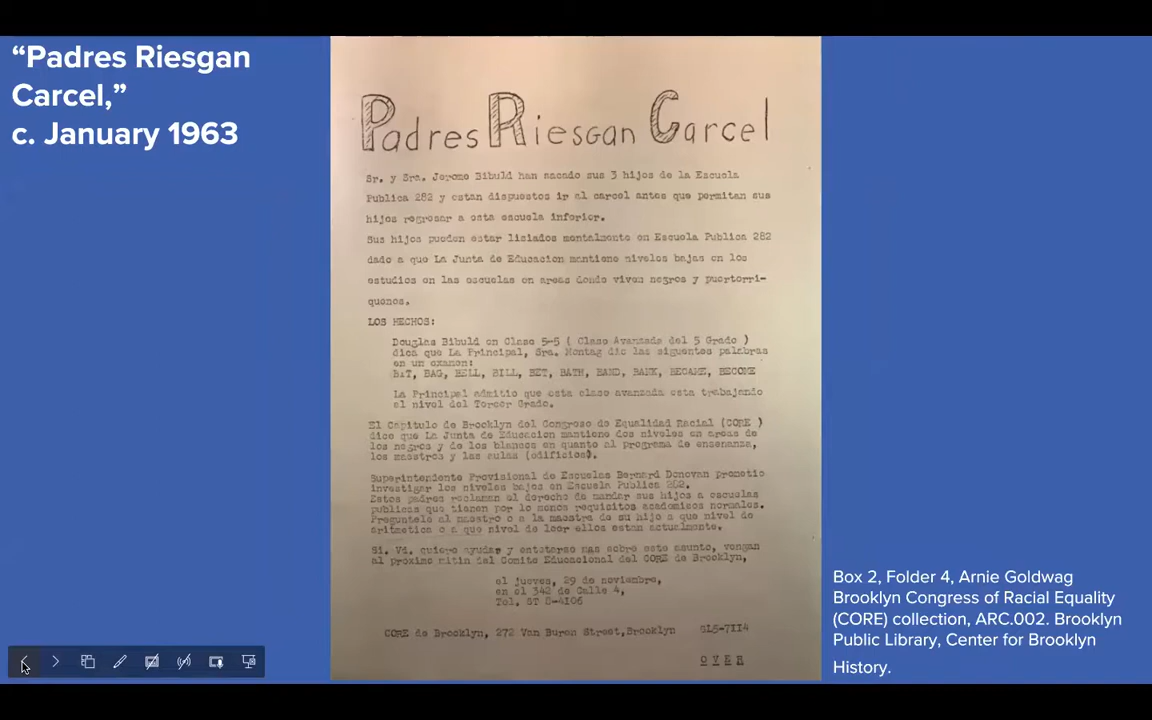 “Padres Riesgan
Carcel,”
c. January 1963
Padres Riesgan Carcel
Sr. y Sra. Jerome Bibuld han sacado sus 3 hijos de la Escuela
Publica 282 y estan dispuestos ir al carcel antes que permitan sus
hijos regresar a esta escuela inferior.
Sus hijos pueden estar lisiados mentalmente en Escuela Publica 282
dado a que La Junta de Educacion mantiene niveles bajas en los
estudios en las escuelas en areas donde viven negros y puertorri-
quenos.
LOS HECHOS:
Douglas Bibuld en Clase 5-5 ( Clase Avanzada del 5 Grado )
dice que La Principal, Sra. Montag dio las siguentes palabras
en un examen:
BAT, BAG, BELL, BILL, BET, BATH, BAND, BANK, BECAME, BECOME
La Principal admitio que esta clase avanzada esta trabajando
el nivel del Tercer Grado.
El Capitulo de Brooklyn del Congreso de Equalidad Racial (CORE )
dice que La Junta de Educacion mantiene dos niveles en areas de
los negros y de los blancos en quanto al programa de ensenanza,
los maestros y las aulas (edificios).
Superintendente Provisional de Escuelas Bernard Donovan prometio
investigar los niveles bajos en Escuela Publica 282.
Estos padres reclaman el derecho de mandar sus hijos a escuelas
publicas que tienen por lo menos requisitos academicos normales.
Preguntele al maestro o a la maestra de su hijo a que nivel de
aritmetica o a que nivel de leer ellos estan actualmente.
Si. Vd. quiere ayudar y enterarse mas sobre este asunto, vengan
al proximo mitin del Comite Educacional del CORE de Brooklyn,
el jueves, 29 de noviembre,
en el 342 de Calle 4,
Tel. ST 8-4106
CORE de Brooklyn, 272 Van Buren Street,Brooklyn GL5-7114
OVER
Box 2, Folder 4, Arnie Goldwag
Brooklyn Congress of Racial Equality
(CORE) collection, ARC.002. Brooklyn
Public Library, Center for Brooklyn
History.